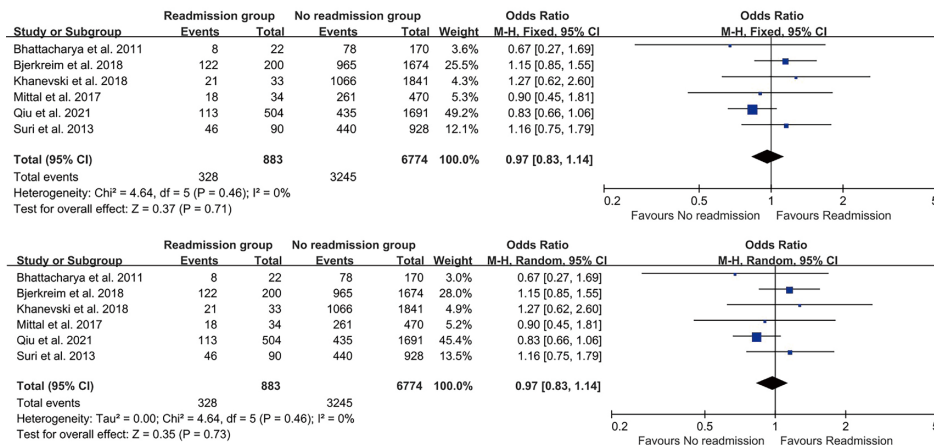 Readmission group No readmission group Odds Ratio Odds Ratio
Study or Subgroup Events Total Events Total Weight M-H, Fixed, 95% CI M-H, Fixed, 95% CI
Bhattacharya et al. 2011 8 22 78 170 3.6% 0.67 [0.27, 1.69]
Bjerkreim et al. 2018 122 200 965 1674 25.5% 1.15 [0.85, 1.55]
Khanevski et al. 2018 21 33 1066 1841 4.3% 1.27 [0.62, 2.60]
Mittal et al. 2017 18 34 261 470 5.3% 0.90 [0.45, 1.81]
Qiu et al. 2021 113 504 435 1691 49.2% 0.83 [0.66, 1.06]
Suri et al. 2013 46 90 440 928 12.1% 1.16 [0.75, 1.79]
Total (95% CI) 883 6774 100.0% 0.97 [0.83, 1.14]
Total events 328 3245
Heterogeneity: Chi² = 4.64, df = 5 (P = 0.46); I² = 0%
Test for overall effect: Z = 0.37 (P = 0.71)
0.2 0.5 1 2 5
Favours No readmission Favours Readmission
Readmission group No readmission group Odds Ratio Odds Ratio
Study or Subgroup Events Total Events Total Weight M-H, Random, 95% CI M-H, Random, 95% CI
Bhattacharya et al. 2011 8 22 78 170 3.0% 0.67 [0.27, 1.69]
Bjerkreim et al. 2018 122 200 965 1674 28.0% 1.15 [0.85, 1.55]
Khanevski et al. 2018 21 33 1066 1841 4.9% 1.27 [0.62, 2.60]
Mittal et al. 2017 18 34 261 470 5.2% 0.90 [0.45, 1.81]
Qiu et al. 2021 113 504 435 1691 45.4% 0.83 [0.66, 1.06]
Suri et al. 2013 46 90 440 928 13.5% 1.16 [0.75, 1.79]
Total (95% CI) 883 6774 100.0% 0.97 [0.83, 1.14]
Total events 328 3245
Heterogeneity: Tau² = 0.00; Chi² = 4.64, df = 5 (P = 0.46); I² = 0%
Test for overall effect: Z = 0.35 (P = 0.73)
0.2 0.5 1 2 5
Favours No readmission Favours Readmission